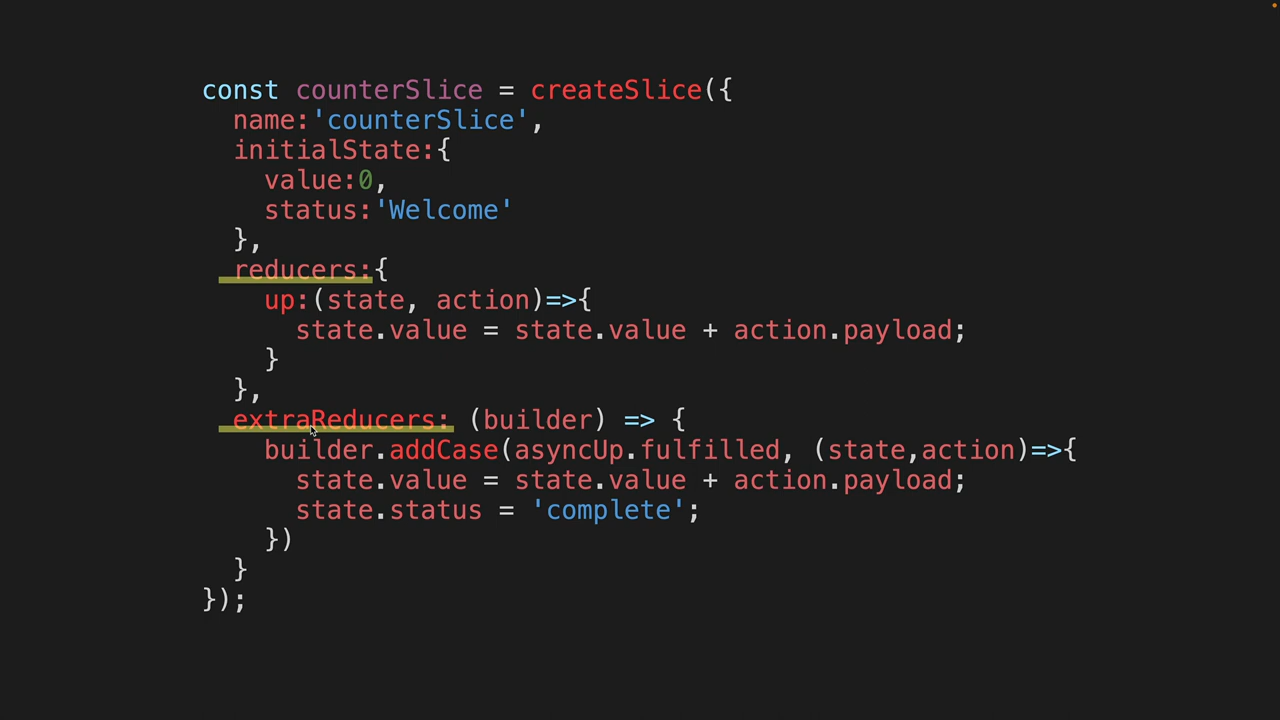 const counterSlice = createSlice({
  name:'counterSlice',
  initialState:{
    value:0,
    status:'Welcome'
  },
  reducers:{
    up:(state, action)=>{
      state.value = state.value + action.payload;
    }
  },
  extraReducers: (builder) => {
    builder.addCase(asyncUp.fulfilled, (state,action)=>{
      state.value = state.value + action.payload;
      state.status = 'complete';
    })
  }
});